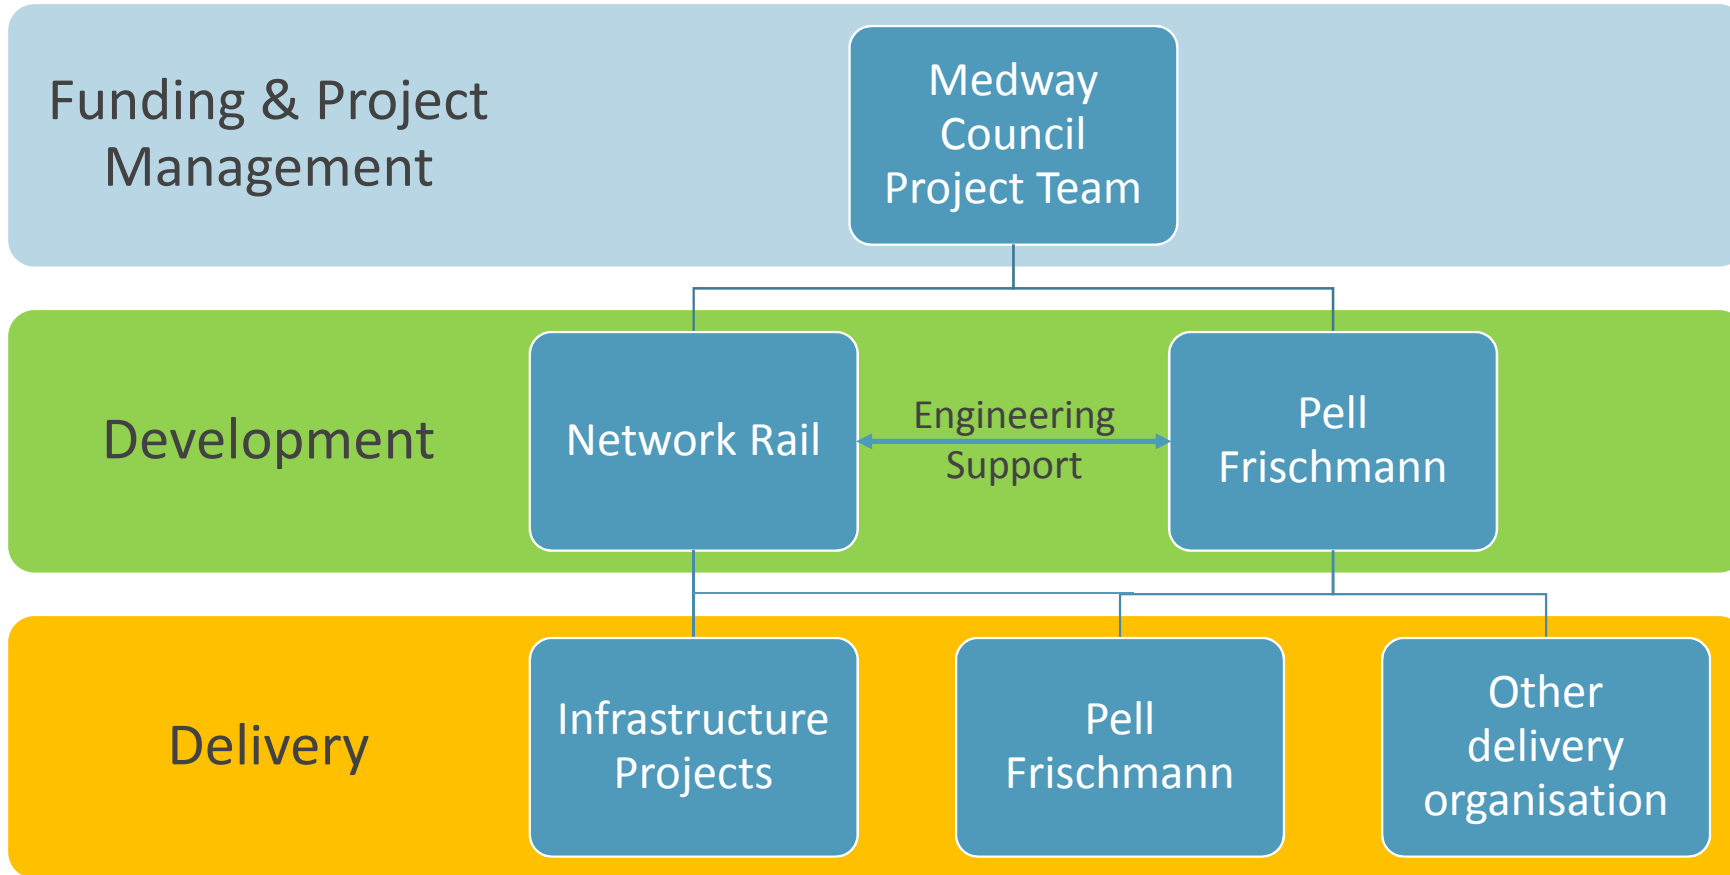 Funding & Project
Management
Medway
Council
Project Team
Development
Network Rail
Engineering
Support
Pell
Frischmann
Delivery
Infrastructure
Projects
Pell
Frischmann
Other
delivery
organisation